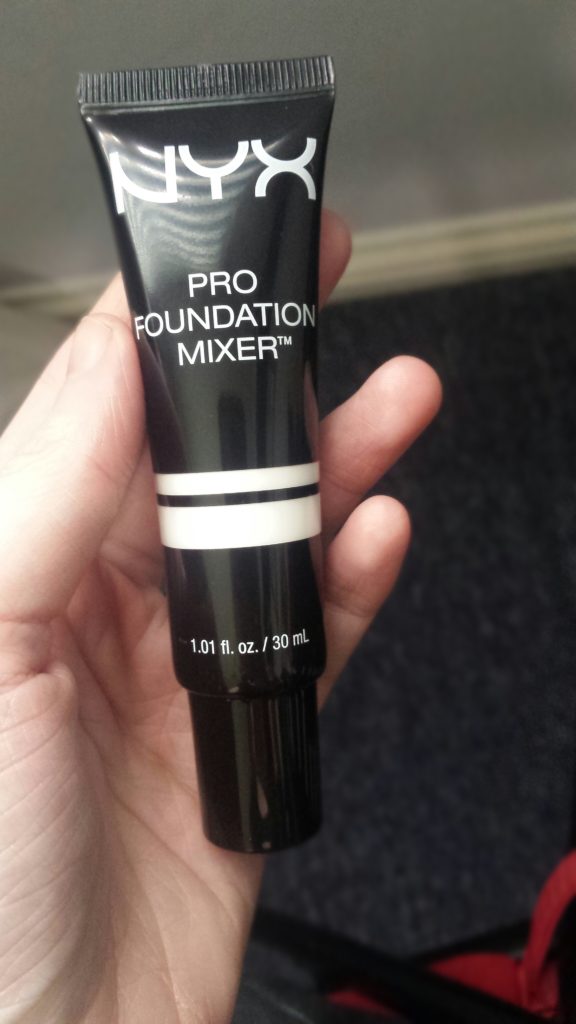 NYX
PRO
FOUNDATION
MIXER™
1.01 fl. oz. / 30 mL